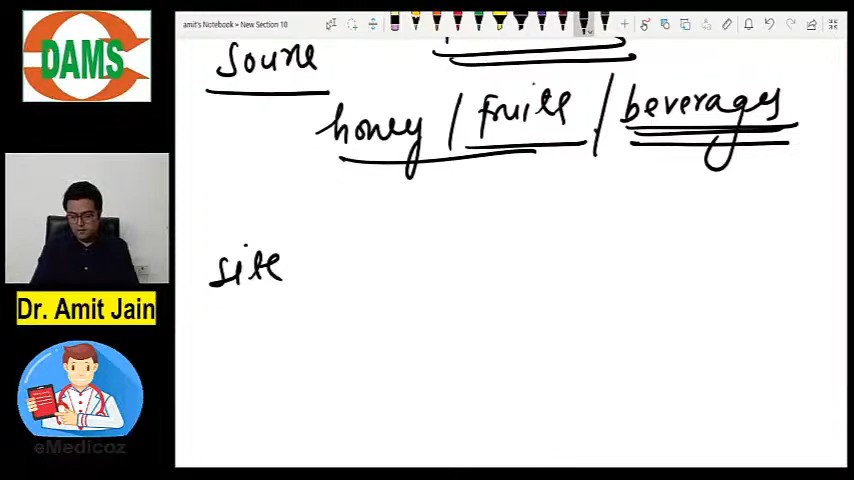 amit's Notebook > New Section 10
DAMS
Source
honey / fruits / beverages
site
Dr. Amit Jain
eMedicoz